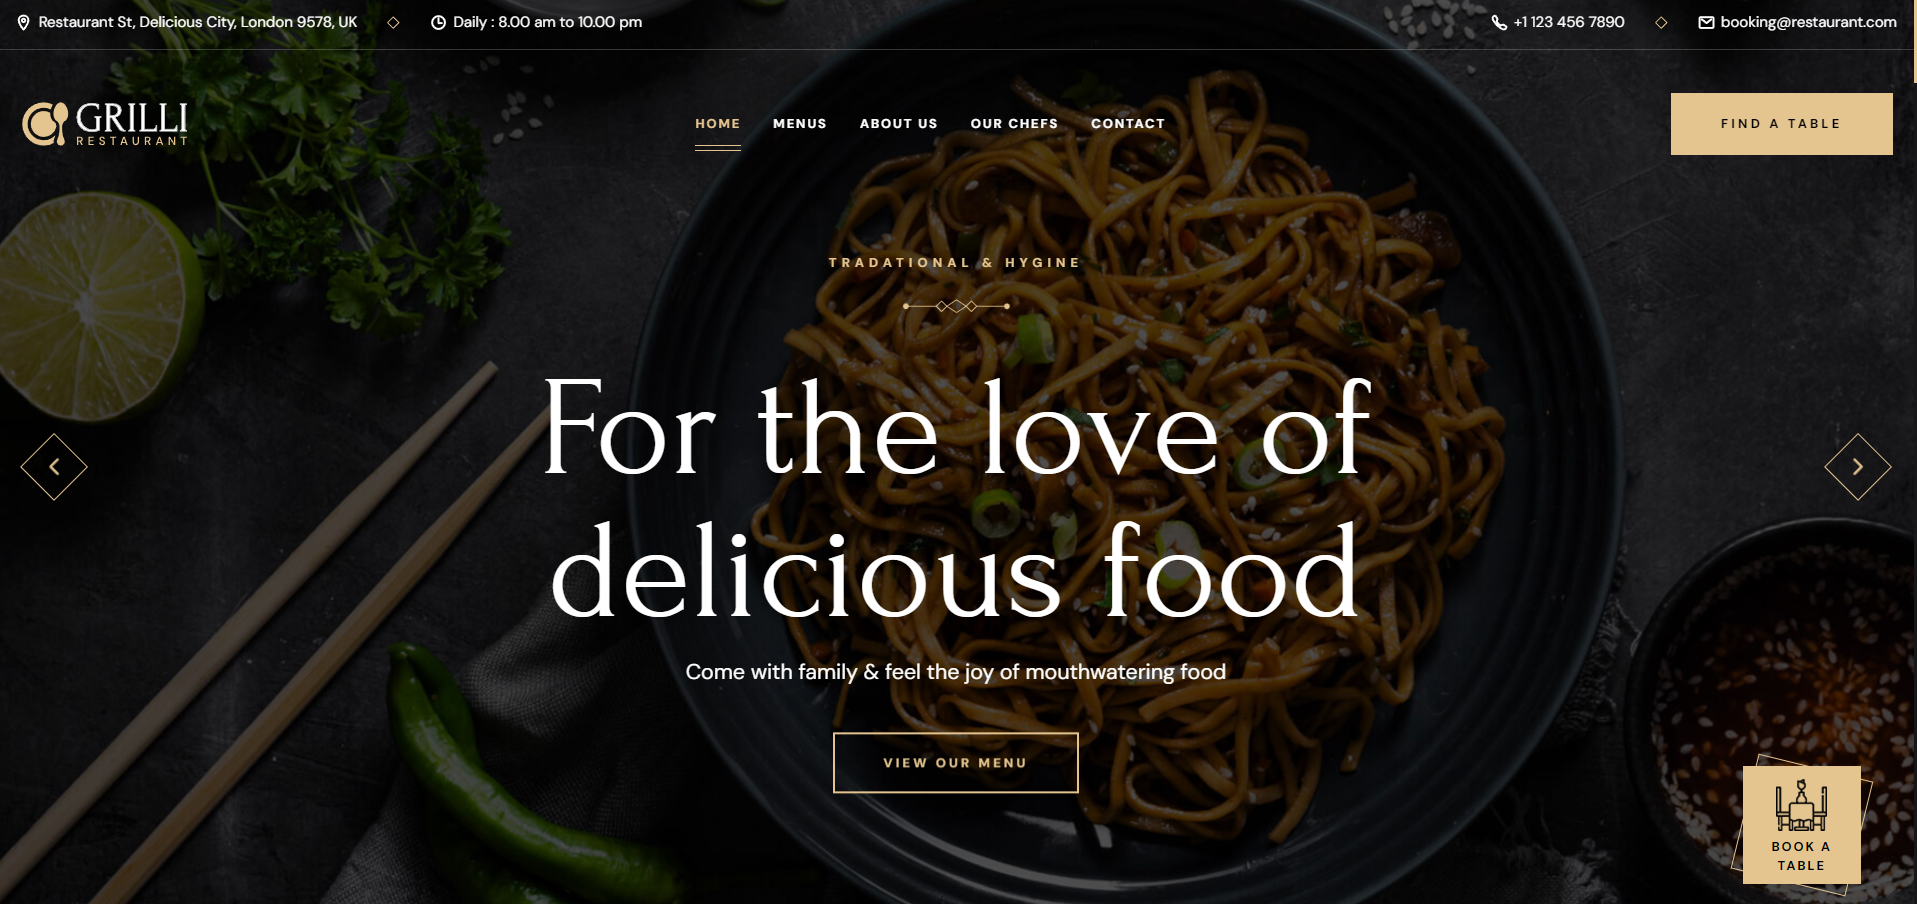 Restaurant St, Delicious City, London 9578, UK
Daily : 8.00 am to 10.00 pm
+1 123 456 7890
booking@restaurant.com
GRILLI
RESTAURANT
HOME
MENUS
ABOUT US
OUR CHEFS
CONTACT
FIND A TABLE
TRADATIONAL & HYGINE
For the love of
delicious food
Come with family & feel the joy of mouthwatering food
VIEW OUR MENU
BOOK A
TABLE